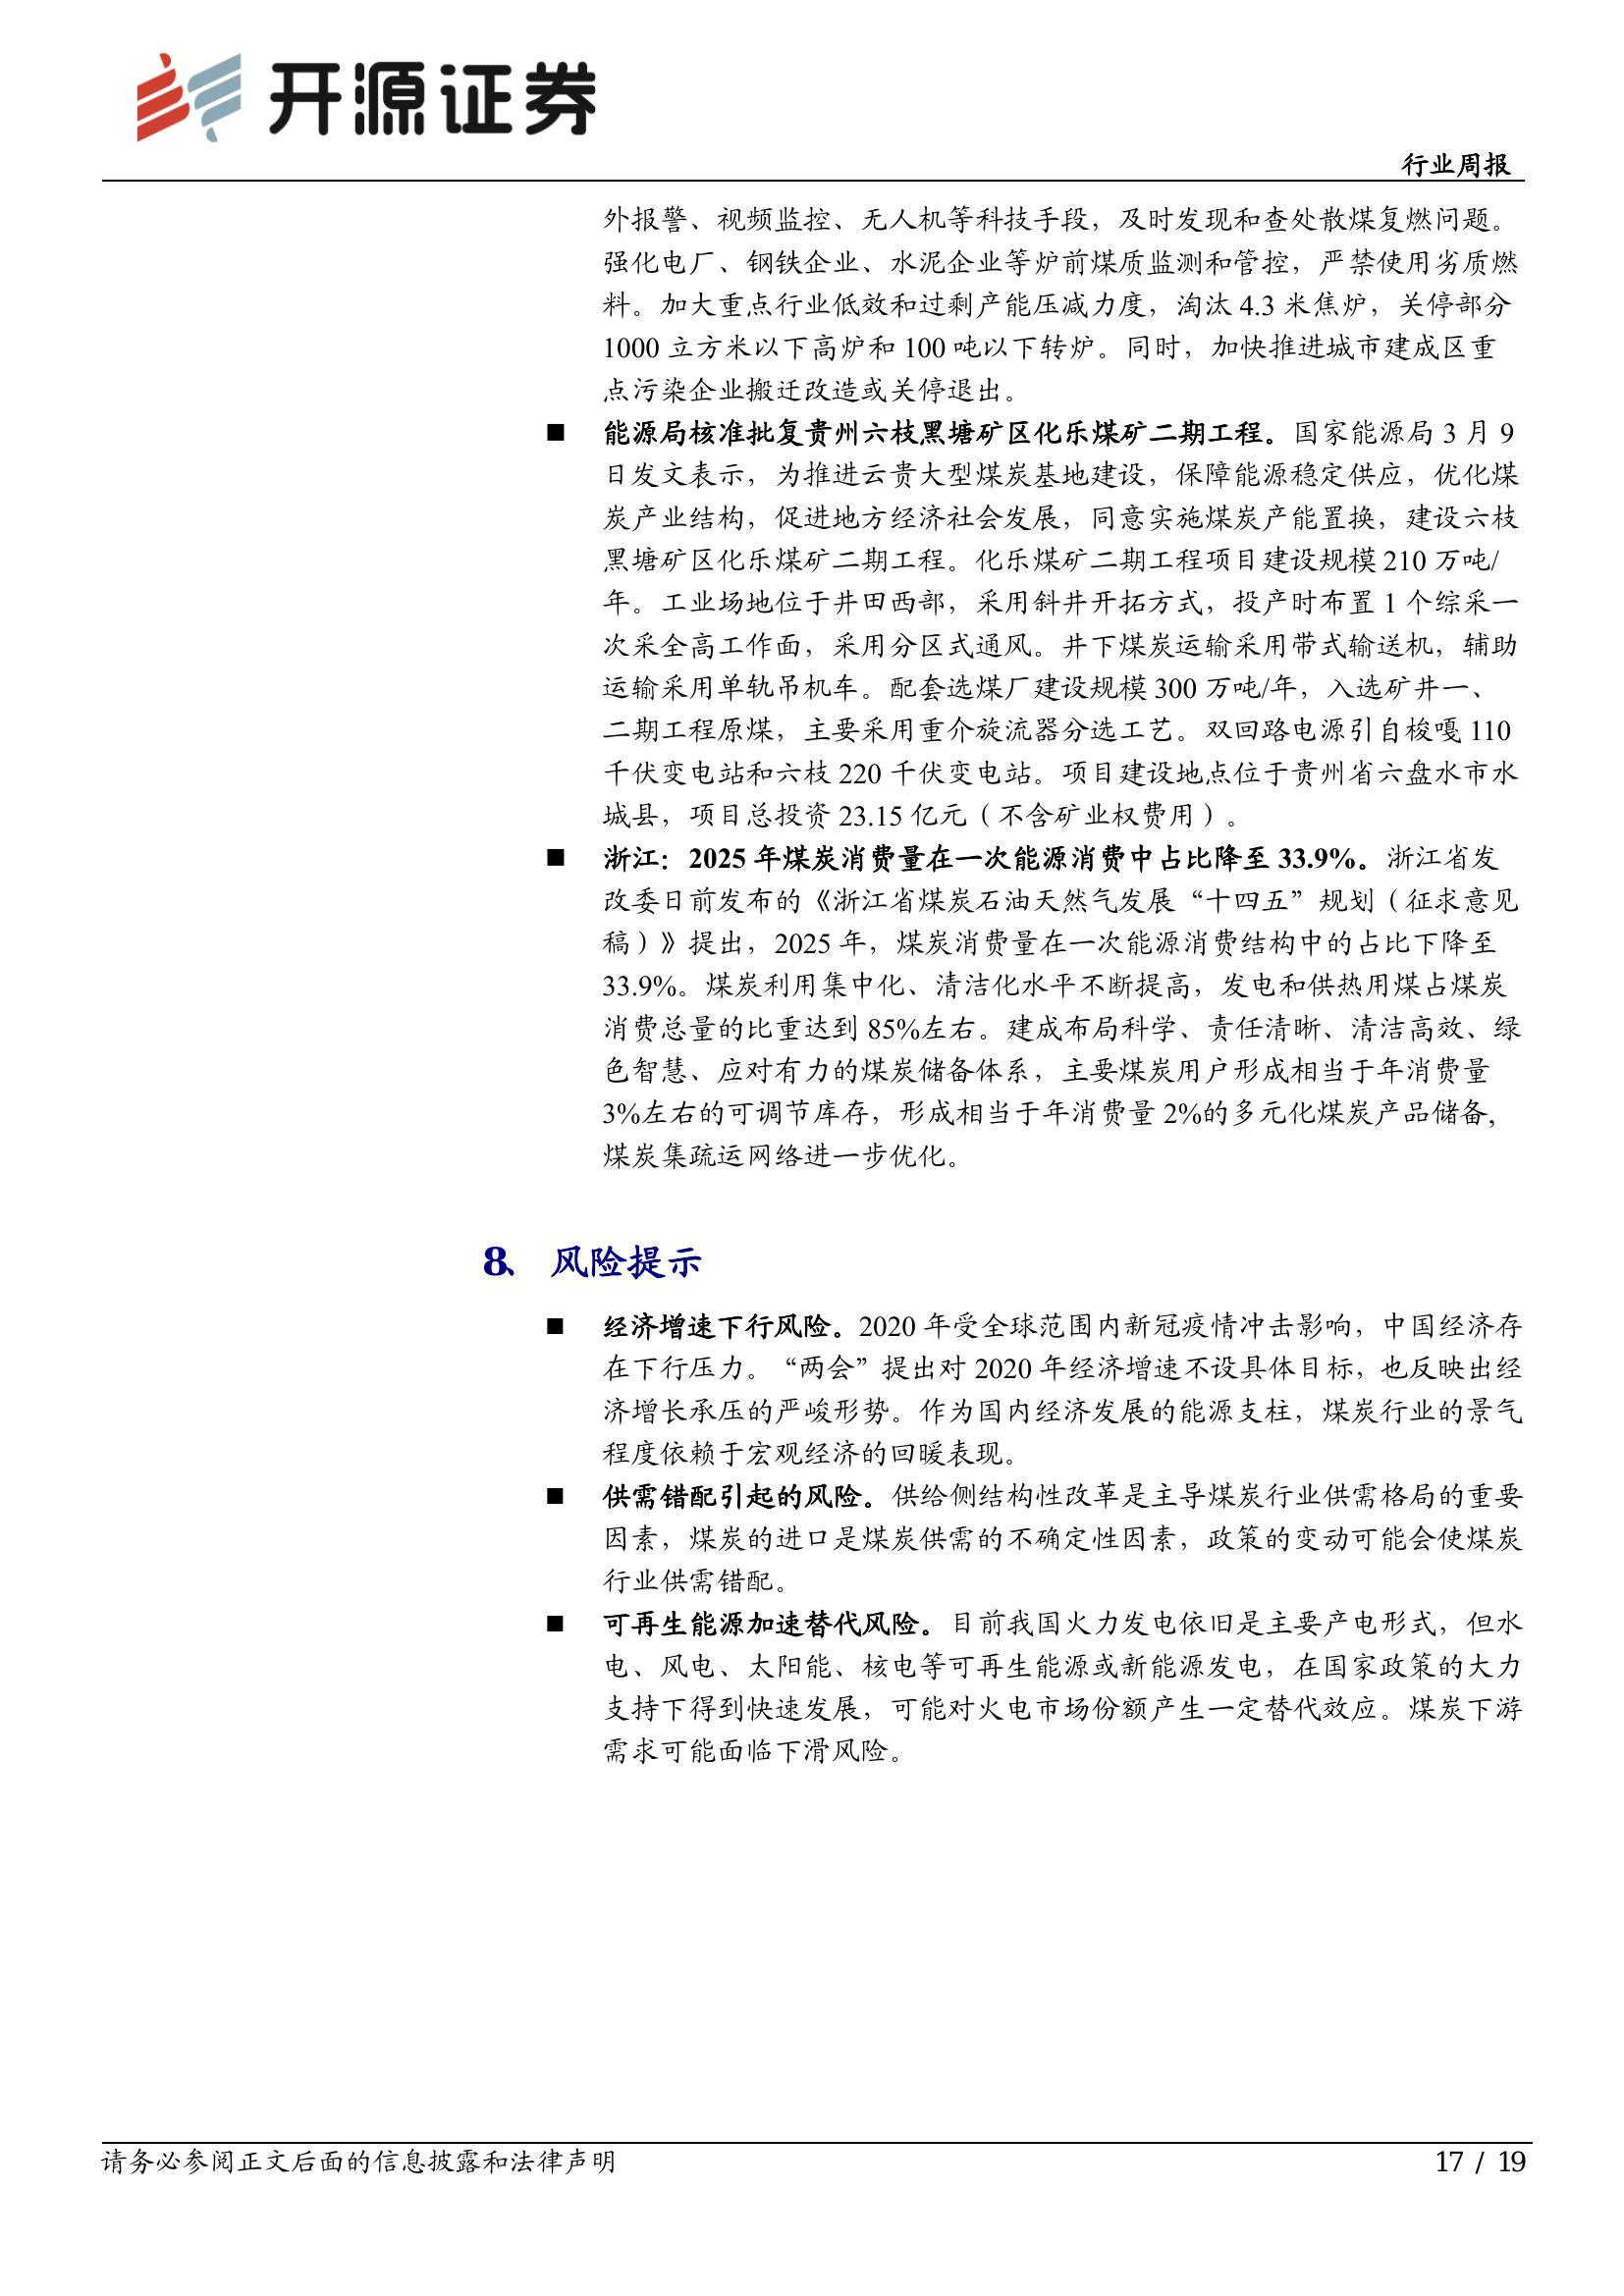 开源证券
行业周报
外报警、视频监控、无人机等科技手段，及时发现和查处散煤复燃问题。
强化电厂、钢铁企业、水泥企业等炉前煤质监测和管控，严禁使用劣质燃
料。加大重点行业低效和过剩产能压减力度，淘汰 4.3 米焦炉，关停部分
1000 立方米以下高炉和 100 吨以下转炉。同时，加快推进城市建成区重
点污染企业搬迁改造或关停退出。
■ 能源局核准批复贵州六枝黑塘矿区化乐煤矿二期工程。国家能源局 3 月 9
日发文表示，为推进云贵大型煤炭基地建设，保障能源稳定供应，优化煤
炭产业结构，促进地方经济社会发展，同意实施煤炭产能置换，建设六枝
黑塘矿区化乐煤矿二期工程。化乐煤矿二期工程项目建设规模 210 万吨/
年。工业场地位于井田西部，采用斜井开拓方式，投产时布置 1 个综采一
次采全高工作面，采用分区式通风。井下煤炭运输采用带式输送机，辅助
运输采用单轨吊机车。配套选煤厂建设规模 300 万吨/年，入选矿井一、
二期工程原煤，主要采用重介旋流器分选工艺。双回路电源引自梭嘎 110
千伏变电站和六枝 220 千伏变电站。项目建设地点位于贵州省六盘水市水
城县，项目总投资 23.15 亿元（不含矿业权费用）。
■ 浙江：2025 年煤炭消费量在一次能源消费中占比降至 33.9%。浙江省发
改委日前发布的《浙江省煤炭石油天然气发展“十四五”规划（征求意见
稿）》提出，2025 年，煤炭消费量在一次能源消费结构中的占比下降至
33.9%。煤炭利用集中化、清洁化水平不断提高，发电和供热用煤占煤炭
消费总量的比重达到 85%左右。建成布局科学、责任清晰、清洁高效、绿
色智慧、应对有力的煤炭储备体系，主要煤炭用户形成相当于年消费量
3%左右的可调节库存，形成相当于年消费量 2%的多元化煤炭产品储备,
煤炭集疏运网络进一步优化。
8、 风险提示
■ 经济增速下行风险。2020 年受全球范围内新冠疫情冲击影响，中国经济存
在下行压力。“两会”提出对 2020 年经济增速不设具体目标，也反映出经
济增长承压的严峻形势。作为国内经济发展的能源支柱，煤炭行业的景气
程度依赖于宏观经济的回暖表现。
■ 供需错配引起的风险。供给侧结构性改革是主导煤炭行业供需格局的重要
因素，煤炭的进口是煤炭供需的不确定性因素，政策的变动可能会使煤炭
行业供需错配。
■ 可再生能源加速替代风险。目前我国火力发电依旧是主要产电形式，但水
电、风电、太阳能、核电等可再生能源或新能源发电，在国家政策的大力
支持下得到快速发展，可能对火电市场份额产生一定替代效应。煤炭下游
需求可能面临下滑风险。
请务必参阅正文后面的信息披露和法律声明
17 / 19